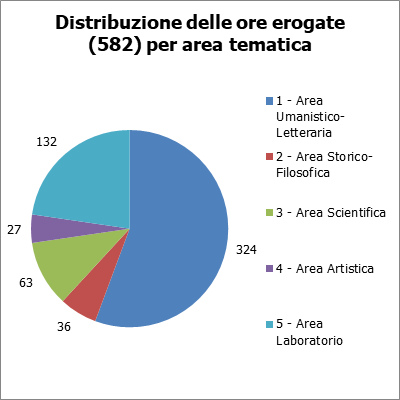 Distribuzione delle ore erogate
(582) per area tematica
1 - Area
Umanistico-
Letteraria
2 - Area Storico-
Filosofica
3 - Area Scientifica
4 - Area Artistica
5 - Area
Laboratorio
132
27
63
36
324